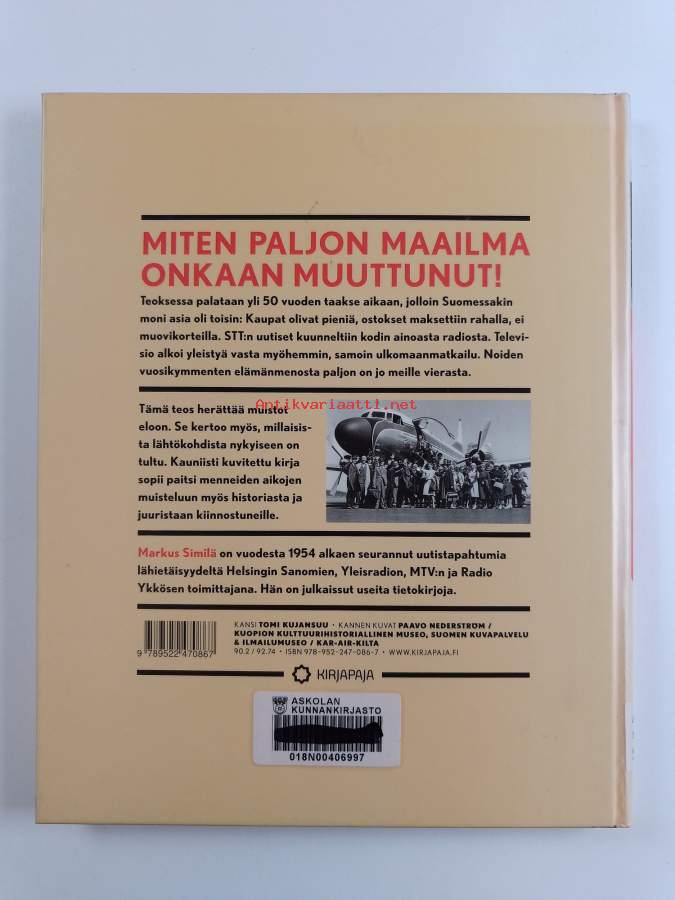 MITEN PALJON MAAILMA
ONKAAN MUUTTUNUT!
Teoksessa palataan yli 50 vuoden taakse aikaan, jolloin Suomessakin
moni asia oli toisin: Kaupat olivat pieniä, ostokset maksettiin rahalla, ei
muovikorteilla. STT:n uutiset kuunneltiin kodin ainoasta radiosta. Televi-
sio alkoi yleistyä vasta myöhemmin, samoin ulkomaanmatkailu. Noiden
vuosikymmenten elämänmenosta paljon on jo meille vierasta.
Antikvariaatti.net
Tämä teos herättää muistot
eloon. Se kertoo myös, millaisis-
ta lähtökohdista nykyiseen on
tultu. Kauniisti kuvitettu kirja
sopii paitsi menneiden aikojen
muisteluun myös historiasta ja
juuristaan kiinnostuneille.
Markus Similä on vuodesta 1954 alkaen seurannut uutistapahtumia
lähietäisyydeltä Helsingin Sanomien, Yleisradion, MTV:n ja Radio
Ykkösen toimittajana. Hän on julkaissut useita tietokirjoja.
KANSI TOMI KUJANSUU • KANNEN KUVAT PAAVO NEDERSTRÖM /
KUOPION KULTTUURIHISTORIALLINEN MUSEO, SUOMEN KUVAPALVELU
& ILMAILUMUSEO / KAR-AIR-KILTA
90.2 / 92.74 • ISBN 978-952-247-086-7 • WWW.KIRJAPAJA.FI
9 789522 470867
KIRJAPAJA
ASKOLAN
KUNNANKIRJASTO
018N00406997